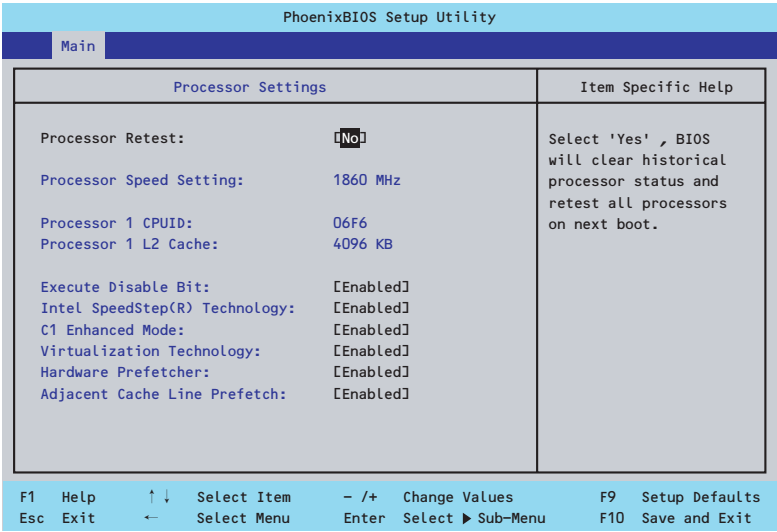 PhoenixBIOS Setup Utility
Main
Processor Settings
Item Specific Help
Processor Retest: [No]
Processor Speed Setting: 1860 MHz
Processor 1 CPUID: 06F6
Processor 1 L2 Cache: 4096 KB
Execute Disable Bit: [Enabled]
Intel SpeedStep(R) Technology: [Enabled]
C1 Enhanced Mode: [Enabled]
Virtualization Technology: [Enabled]
Hardware Prefetcher: [Enabled]
Adjacent Cache Line Prefetch: [Enabled]
Select 'Yes' , BIOS
will clear historical
processor status and
retest all processors
on next boot.
F1 Help ↑↓ Select Item - /+ Change Values F9 Setup Defaults
Esc Exit ← Select Menu Enter Select ▶ Sub-Menu F10 Save and Exit